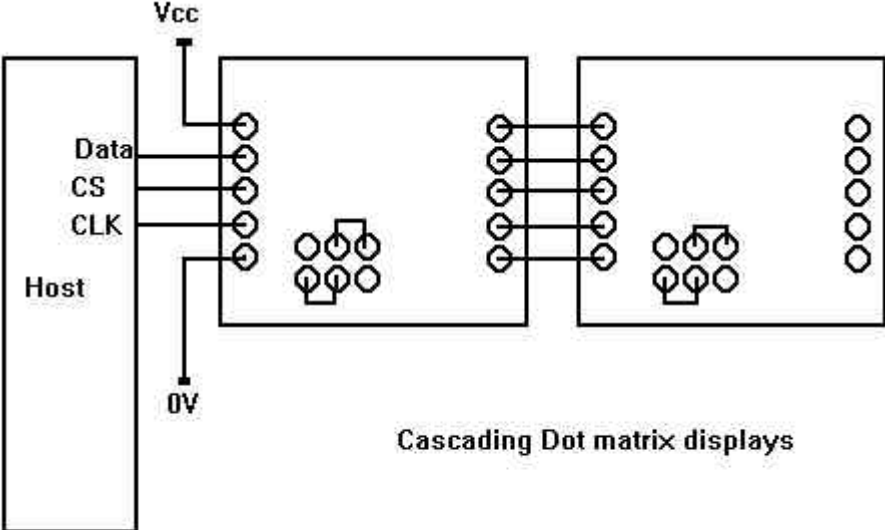 Vcc
Data
CS
CLK
Host
0V
Cascading Dot matrix displays